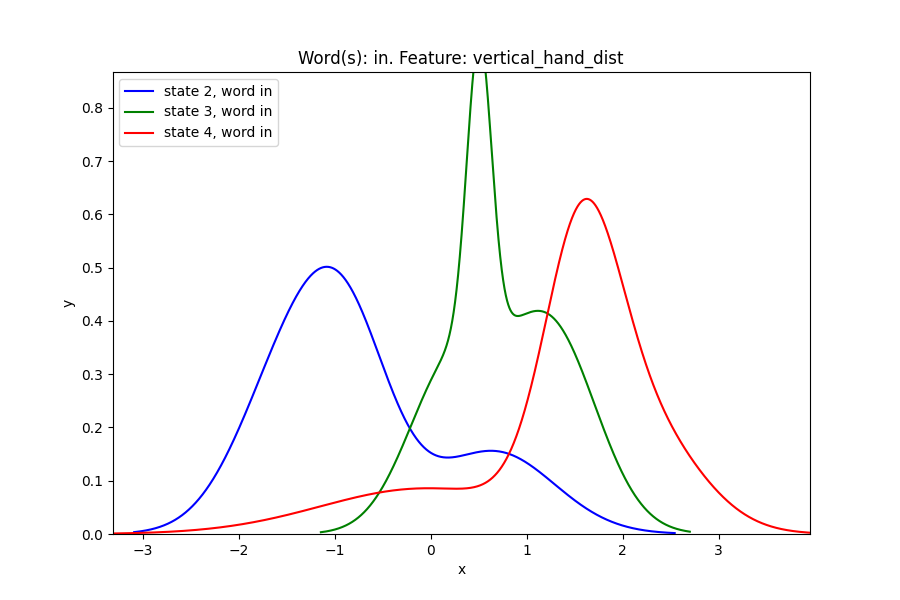 Word(s): in. Feature: vertical_hand_dist
state 2, word in
state 3, word in
state 4, word in
0.8
0.7
0.6
0.5
0.4
0.3
0.2
0.1
0.0
y
−3 −2 −1 0 1 2 3
x